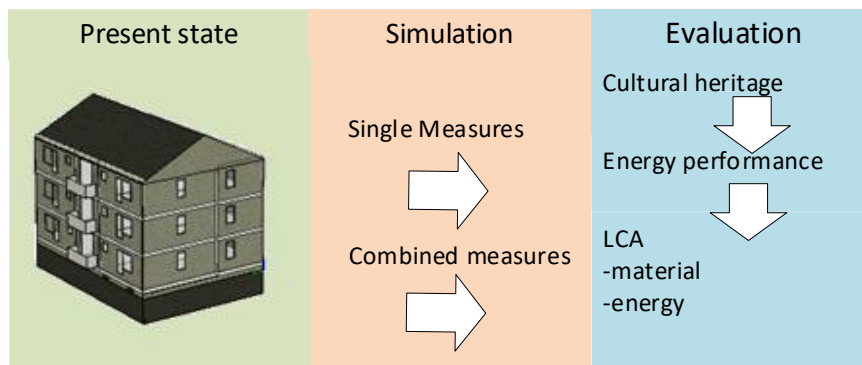 Present state
Simulation
Evaluation
Single Measures
Combined measures
Cultural heritage
Energy performance
LCA
-material
-energy